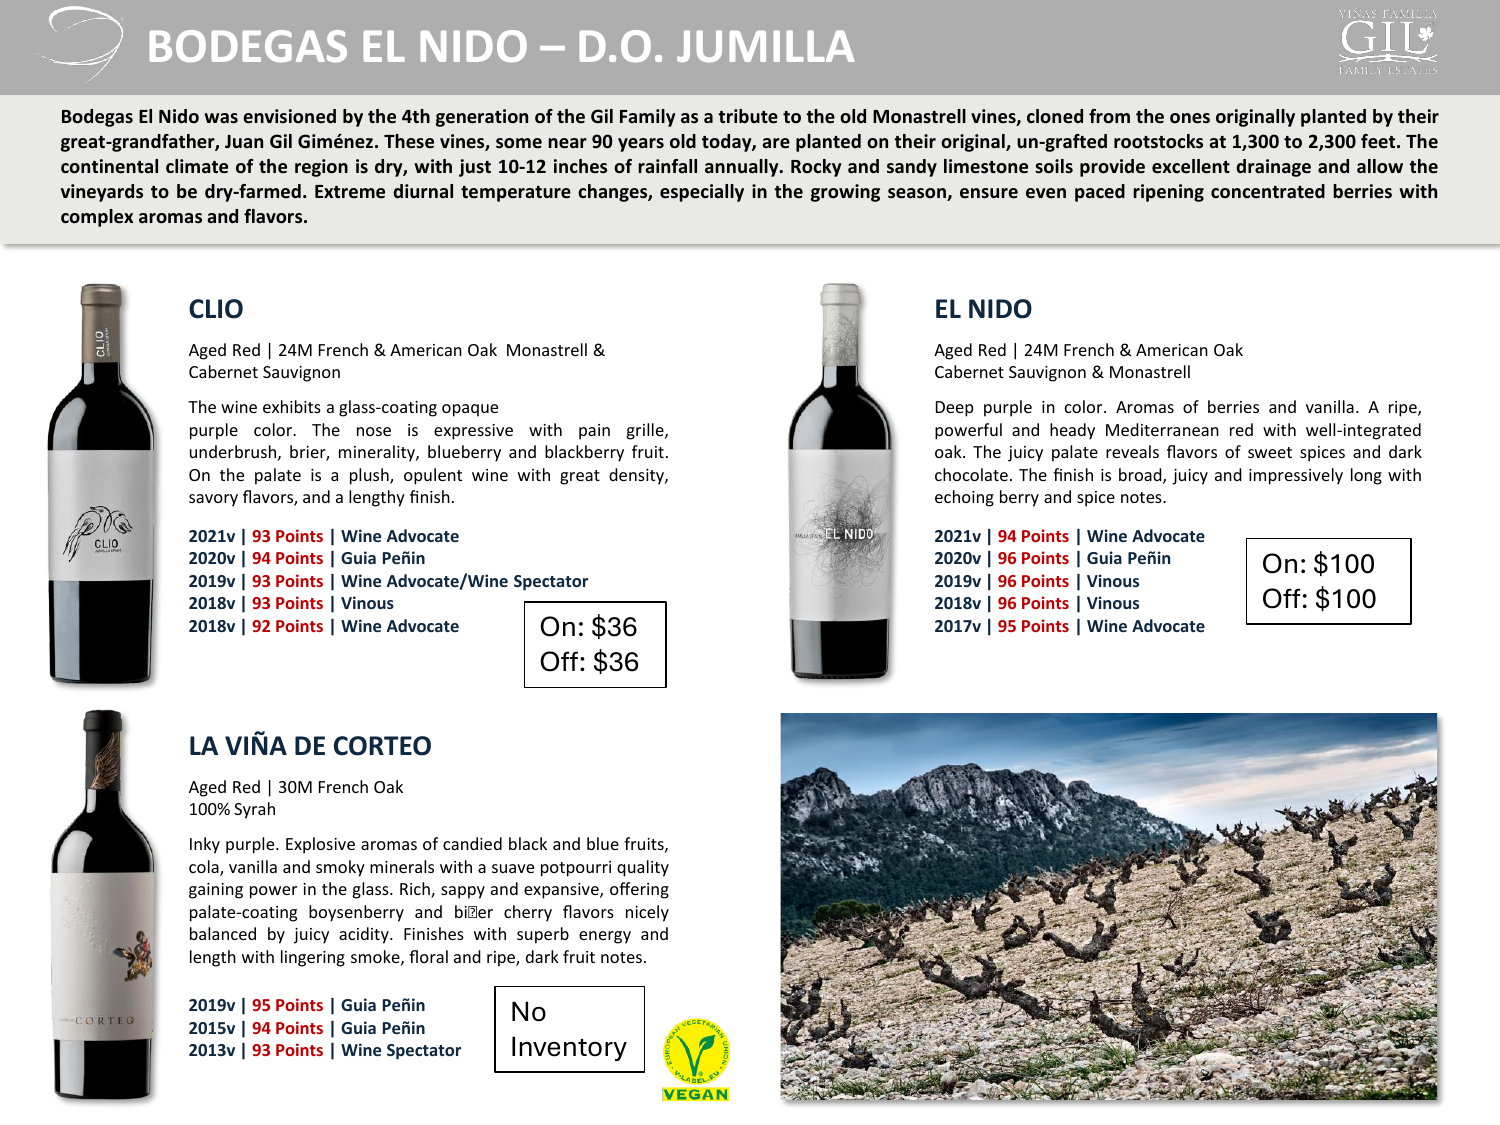 BODEGAS EL NIDO – D.O. JUMILLA
VIÑAS FAMILIA
GIL
FAMILY ESTATES
Bodegas El Nido was envisioned by the 4th generation of the Gil Family as a tribute to the old Monastrell vines, cloned from the ones originally planted by their
great-grandfather, Juan Gil Giménez. These vines, some near 90 years old today, are planted on their original, un-grafted rootstocks at 1,300 to 2,300 feet. The
continental climate of the region is dry, with just 10-12 inches of rainfall annually. Rocky and sandy limestone soils provide excellent drainage and allow the
vineyards to be dry-farmed. Extreme diurnal temperature changes, especially in the growing season, ensure even paced ripening concentrated berries with
complex aromas and flavors.
CLIO
CLIO
CLIO
Aged Red | 24M French & American Oak Monastrell &
Cabernet Sauvignon
The wine exhibits a glass-coating opaque
purple color. The nose is expressive with pain grille,
underbrush, brier, minerality, blueberry and blackberry fruit.
On the palate is a plush, opulent wine with great density,
savory flavors, and a lengthy finish.
2021v | 93 Points | Wine Advocate
2020v | 94 Points | Guia Peñin
2019v | 93 Points | Wine Advocate/Wine Spectator
2018v | 93 Points | Vinous
2018v | 92 Points | Wine Advocate
On: $36
Off: $36
EL NIDO
EL NIDO
Aged Red | 24M French & American Oak
Cabernet Sauvignon & Monastrell
Deep purple in color. Aromas of berries and vanilla. A ripe,
powerful and heady Mediterranean red with well-integrated
oak. The juicy palate reveals flavors of sweet spices and dark
chocolate. The finish is broad, juicy and impressively long with
echoing berry and spice notes.
2021v | 94 Points | Wine Advocate
2020v | 96 Points | Guia Peñin
2019v | 96 Points | Vinous
2018v | 96 Points | Vinous
2017v | 95 Points | Wine Advocate
On: $100
Off: $100
CORTEO
LA VIÑA DE CORTEO
Aged Red | 30M French Oak
100% Syrah
Inky purple. Explosive aromas of candied black and blue fruits,
cola, vanilla and smoky minerals with a suave potpourri quality
gaining power in the glass. Rich, sappy and expansive, offering
palate-coating boysenberry and bi⍰er cherry flavors nicely
balanced by juicy acidity. Finishes with superb energy and
length with lingering smoke, floral and ripe, dark fruit notes.
2019v | 95 Points | Guia Peñin
2015v | 94 Points | Guia Peñin
2013v | 93 Points | Wine Spectator
No
Inventory
EUROPEAN VEGETARIAN UNION
V-LABEL.EU
VEGAN